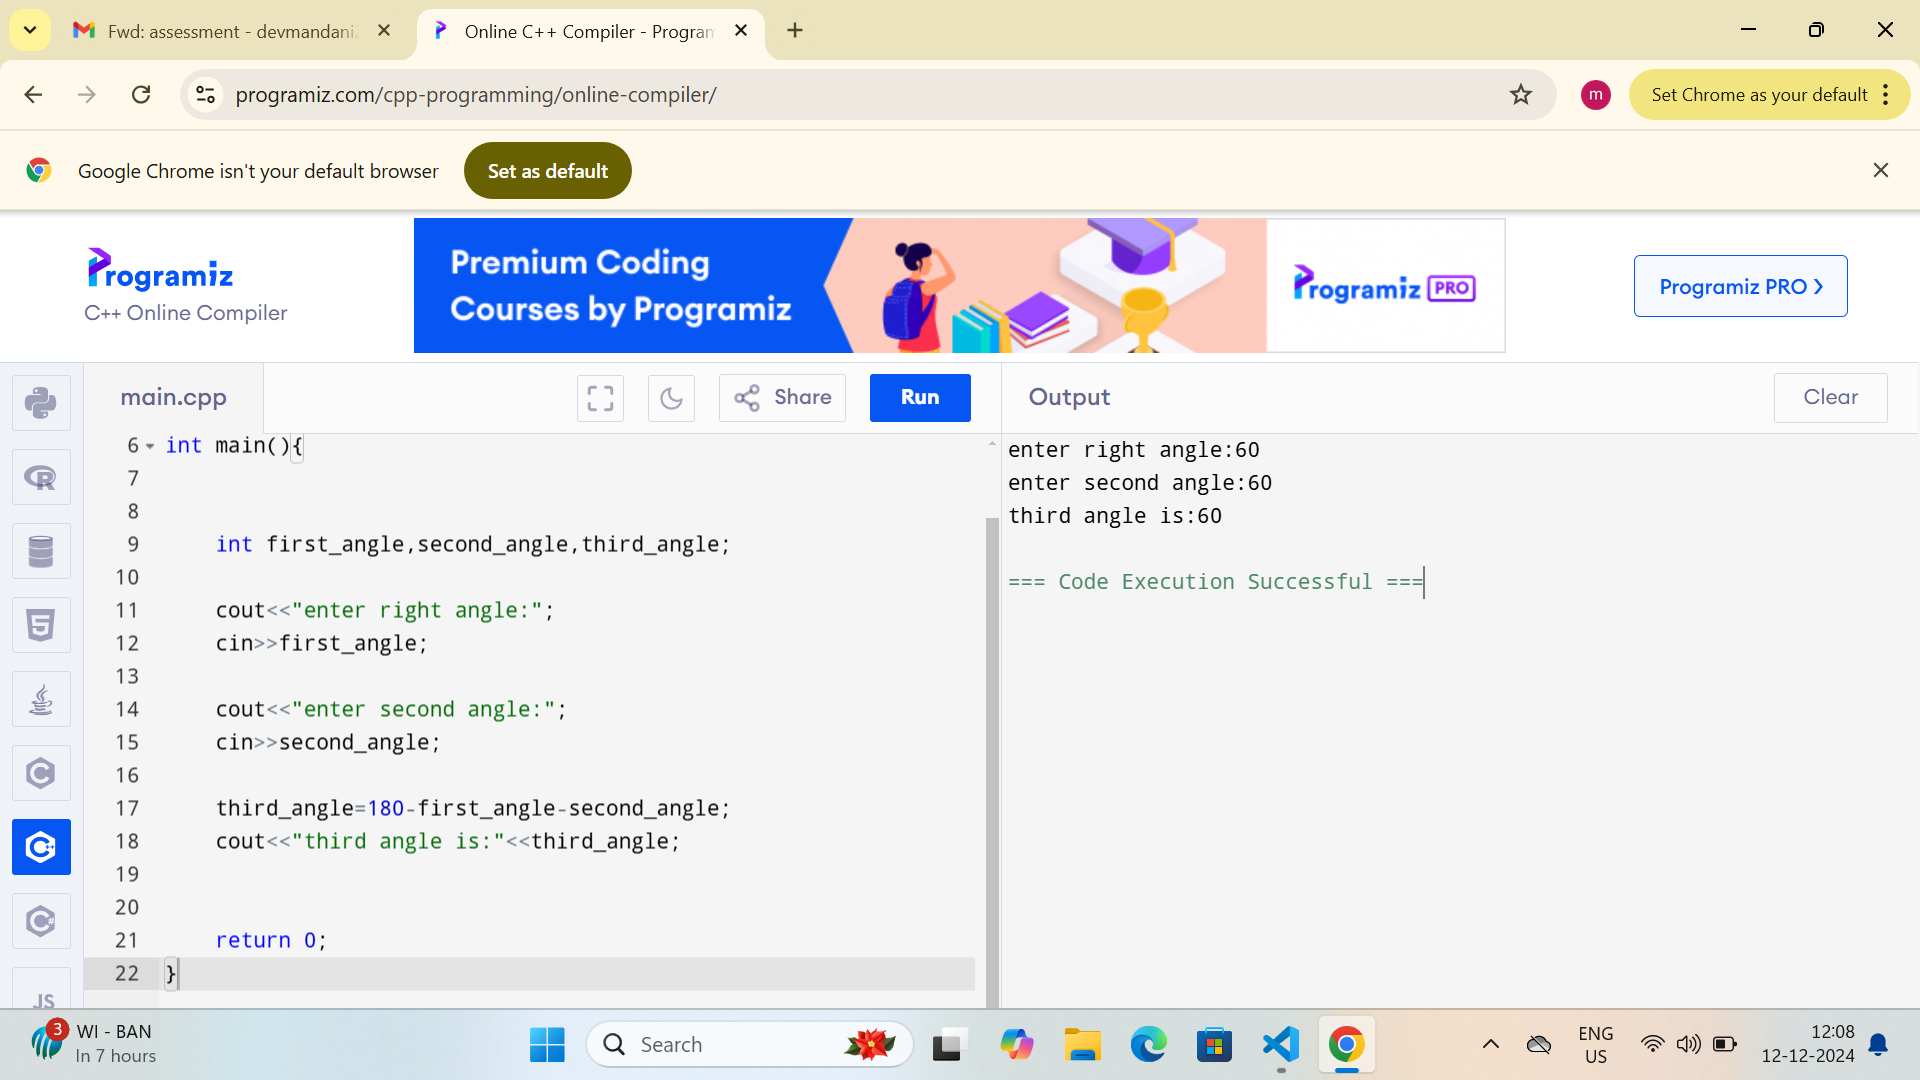 Fwd: assessment - devmandani
Online C++ Compiler - Program
programiz.com/cpp-programming/online-compiler/
m
Set Chrome as your default
Google Chrome isn't your default browser
Set as default
Programiz
C++ Online Compiler
Premium Coding
Courses by Programiz
Programiz PRO
Programiz PRO ❯
main.cpp
Share
Run
Output
Clear
6 int main(){
7
8
9 int first_angle,second_angle,third_angle;
10
11 cout<<"enter right angle:";
12 cin>>first_angle;
13
14 cout<<"enter second angle:";
15 cin>>second_angle;
16
17 third_angle=180-first_angle-second_angle;
18 cout<<"third angle is:"<<third_angle;
19
20
21 return 0;
22 }
enter right angle:60
enter second angle:60
third angle is:60
=== Code Execution Successful ===
JS
3
WI - BAN
In 7 hours
Search
ENG
US
12:08
12-12-2024